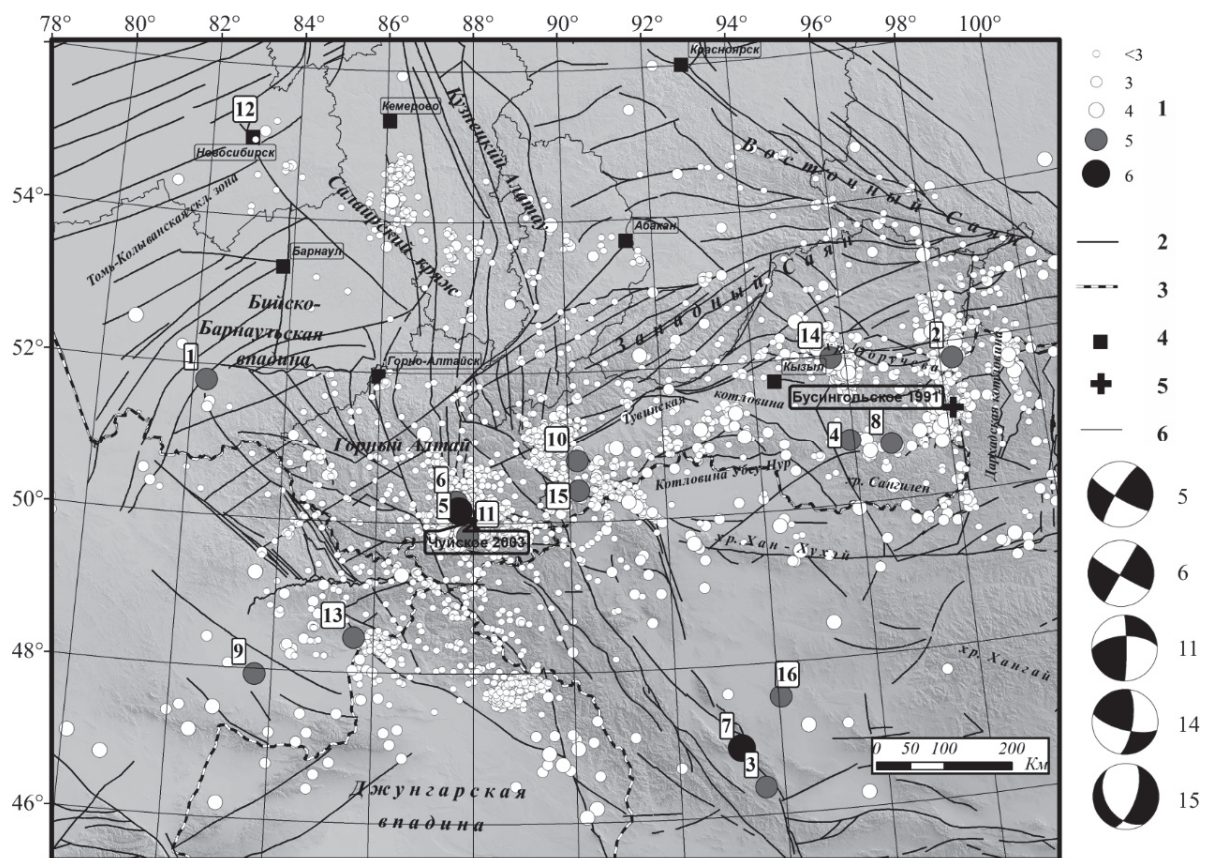 78 80 82 84 86 88 90 92 94 96 98 100
54°
52°
50°
48°
46°
Красноярск
Кемерово
12
Новосибирск
Кузнецкий Алатау
Восточный Саян
Томь-Колыванская скл. зона
Салаирский кряж
Абакан
Барнаул
Бийско-
Барнаульская
впадина
Западный Саян
1
Горно-Алтайск
14
2
Кызыл
Бусингольское 1991
Тувинская котловина
Дархадская котловина
Горный Алтай
10
4
8
6
15
Котловина Убсу-Нур
хр. Сангилен
5
11
Чуйское 2003
хр. Хан - Хухэй
13
9
хр. Хангай
16
7
3
0 50 100 200
Км
Джунгарская
впадина
<3
3
4
5
6
1
2
3
4
5
6
5
6
11
14
15